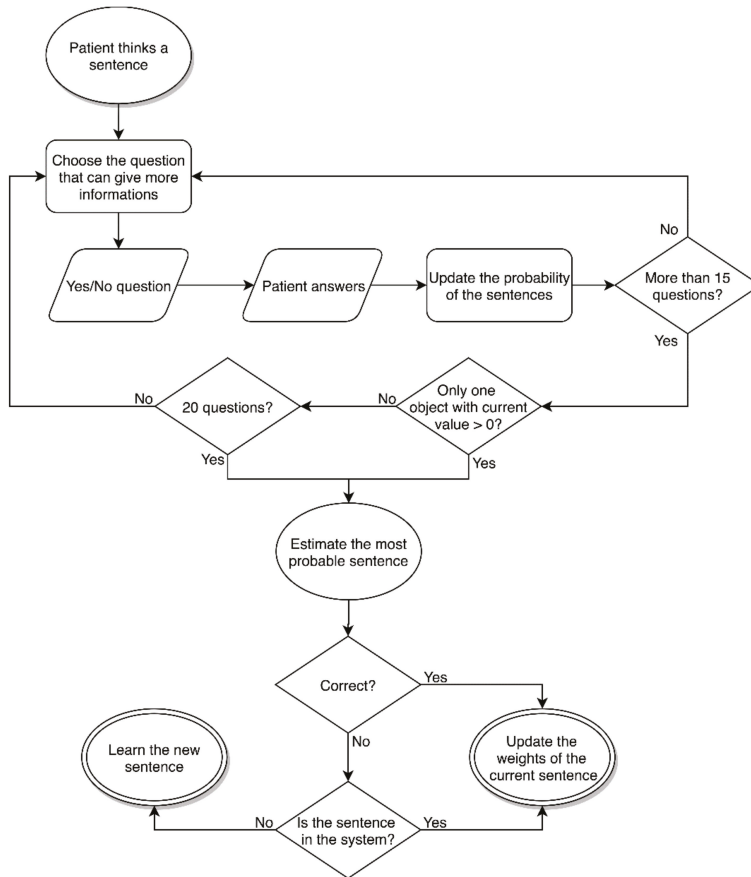 Patient thinks a
sentence
Choose the question
that can give more
informations
No
Yes/No question
Patient answers
Update the probability
of the sentences
More than 15
questions?
Yes
No
20 questions?
No
Only one
object with current
value > 0?
Yes
Yes
Estimate the most
probable sentence
Correct?
Yes
No
Learn the new
sentence
Update the
weights of the
current sentence
No
Is the sentence
in the system?
Yes